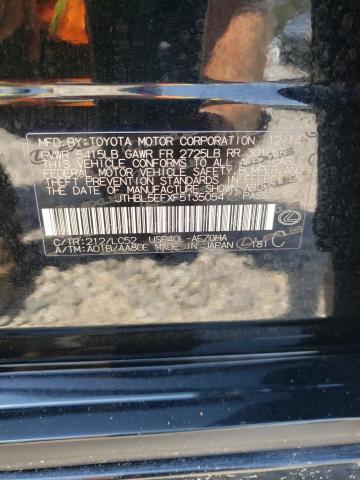 MFD.BY:TOYOTA MOTOR CORPORATION 12/14
GVWR 5415LB GAWR FR 2725LB RR
THIS VEHICLE CONFORMS TO ALL APPLICABLE
FEDERAL MOTOR VEHICLE SAFETY, BUMPER, AND
THEFT PREVENTION STANDARDS IN EFFECT ON
THE DATE OF MANUFACTURE SHOWN ABOVE.
JTHBL5EFXF5135054 PASS
C/TR:212/LC52 USF40L-AEZGHA
A/TM:A01B/AA80E MADE IN JAPAN 181 C